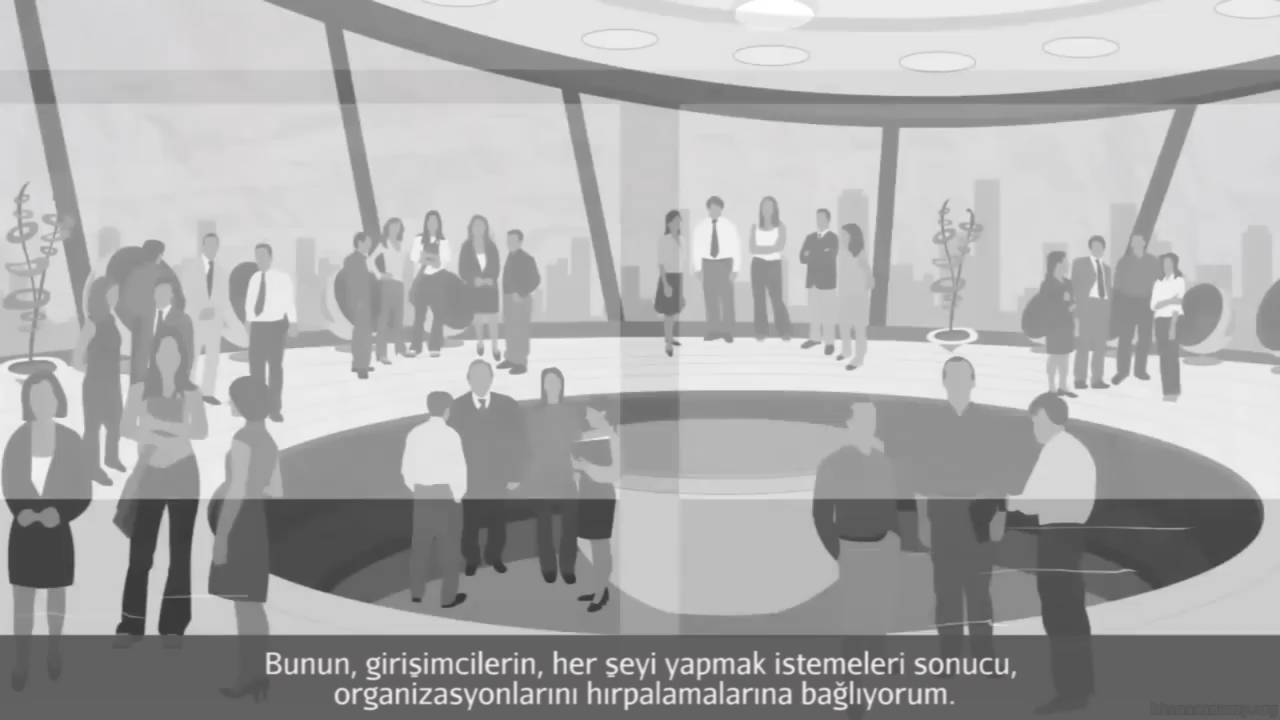 Bunun, girişimcilerin, her şeyi yapmak istemeleri sonucu,
organizasyonlarını hırpalamalarına bağlıyorum.